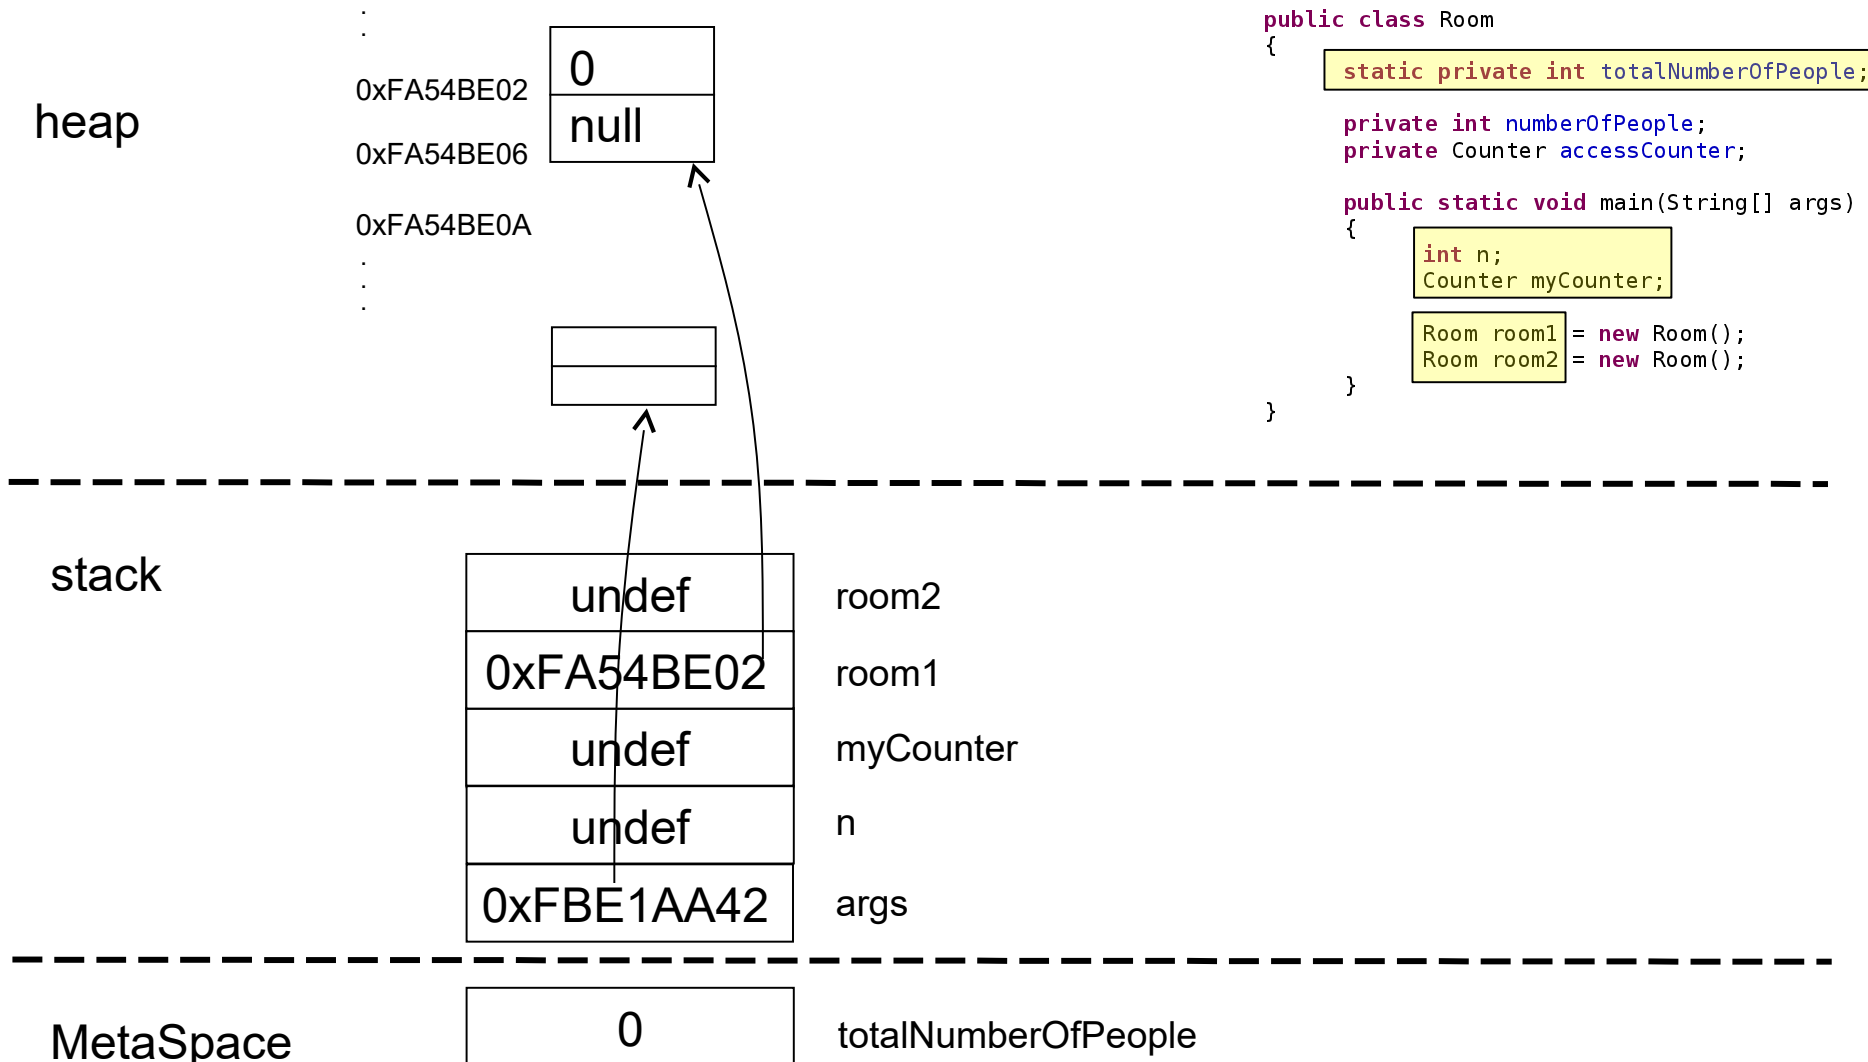 heap
.
.
0xFA54BE02
0
0xFA54BE06
null
0xFA54BE0A
.
.
.
public class Room
{
static private int totalNumberOfPeople;
private int numberOfPeople;
private Counter accessCounter;
public static void main(String[] args)
{
int n;
Counter myCounter;
Room room1 = new Room();
Room room2 = new Room();
}
}
stack
undef room2
0xFA54BE02 room1
undef myCounter
undef n
0xFBE1AA42 args
MetaSpace
0 totalNumberOfPeople